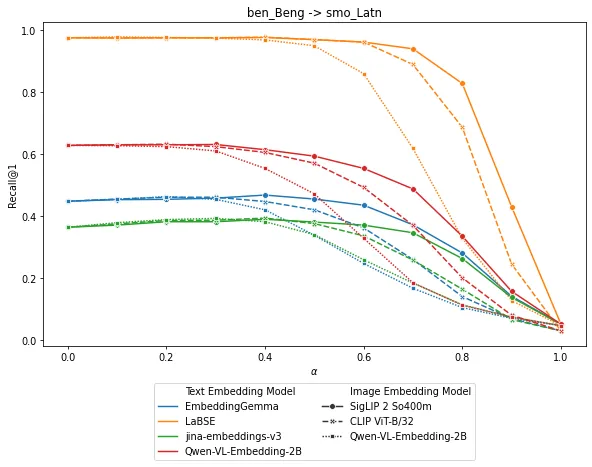 ben_Beng -> smo_Latn
1.0
0.8
0.6
0.4
0.2
0.0
Recall@1
0.0 0.2 0.4 0.6 0.8 1.0
α
Text Embedding Model Image Embedding Model
EmbeddingGemma SigLIP 2 So400m
LaBSE CLIP ViT-B/32
jina-embeddings-v3 Qwen-VL-Embedding-2B
Qwen-VL-Embedding-2B